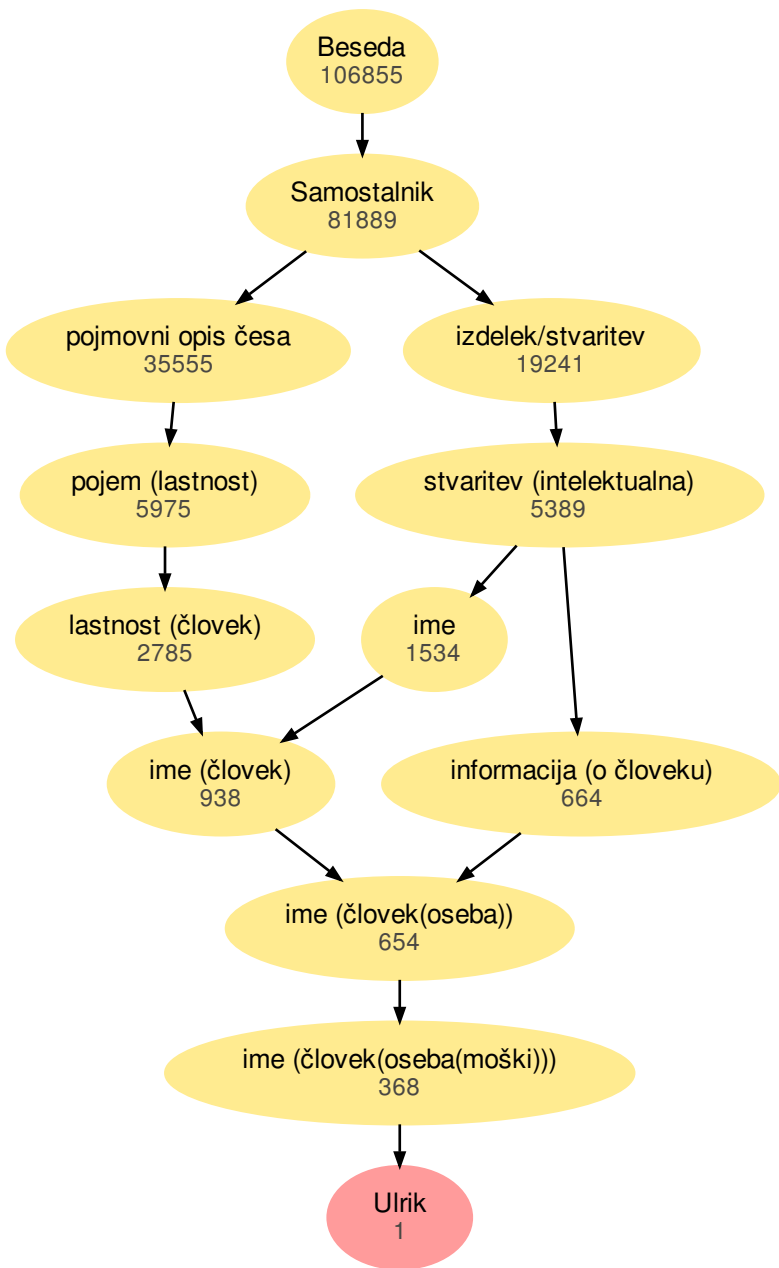 Beseda
106855
Samostalnik
81889
pojmovni opis česa
35555
izdelek/stvaritev
19241
pojem (lastnost)
5975
stvaritev (intelektualna)
5389
lastnost (človek)
2785
ime
1534
ime (človek)
938
informacija (o človeku)
664
ime (človek(oseba))
654
ime (človek(oseba(moški)))
368
Ulrik
1